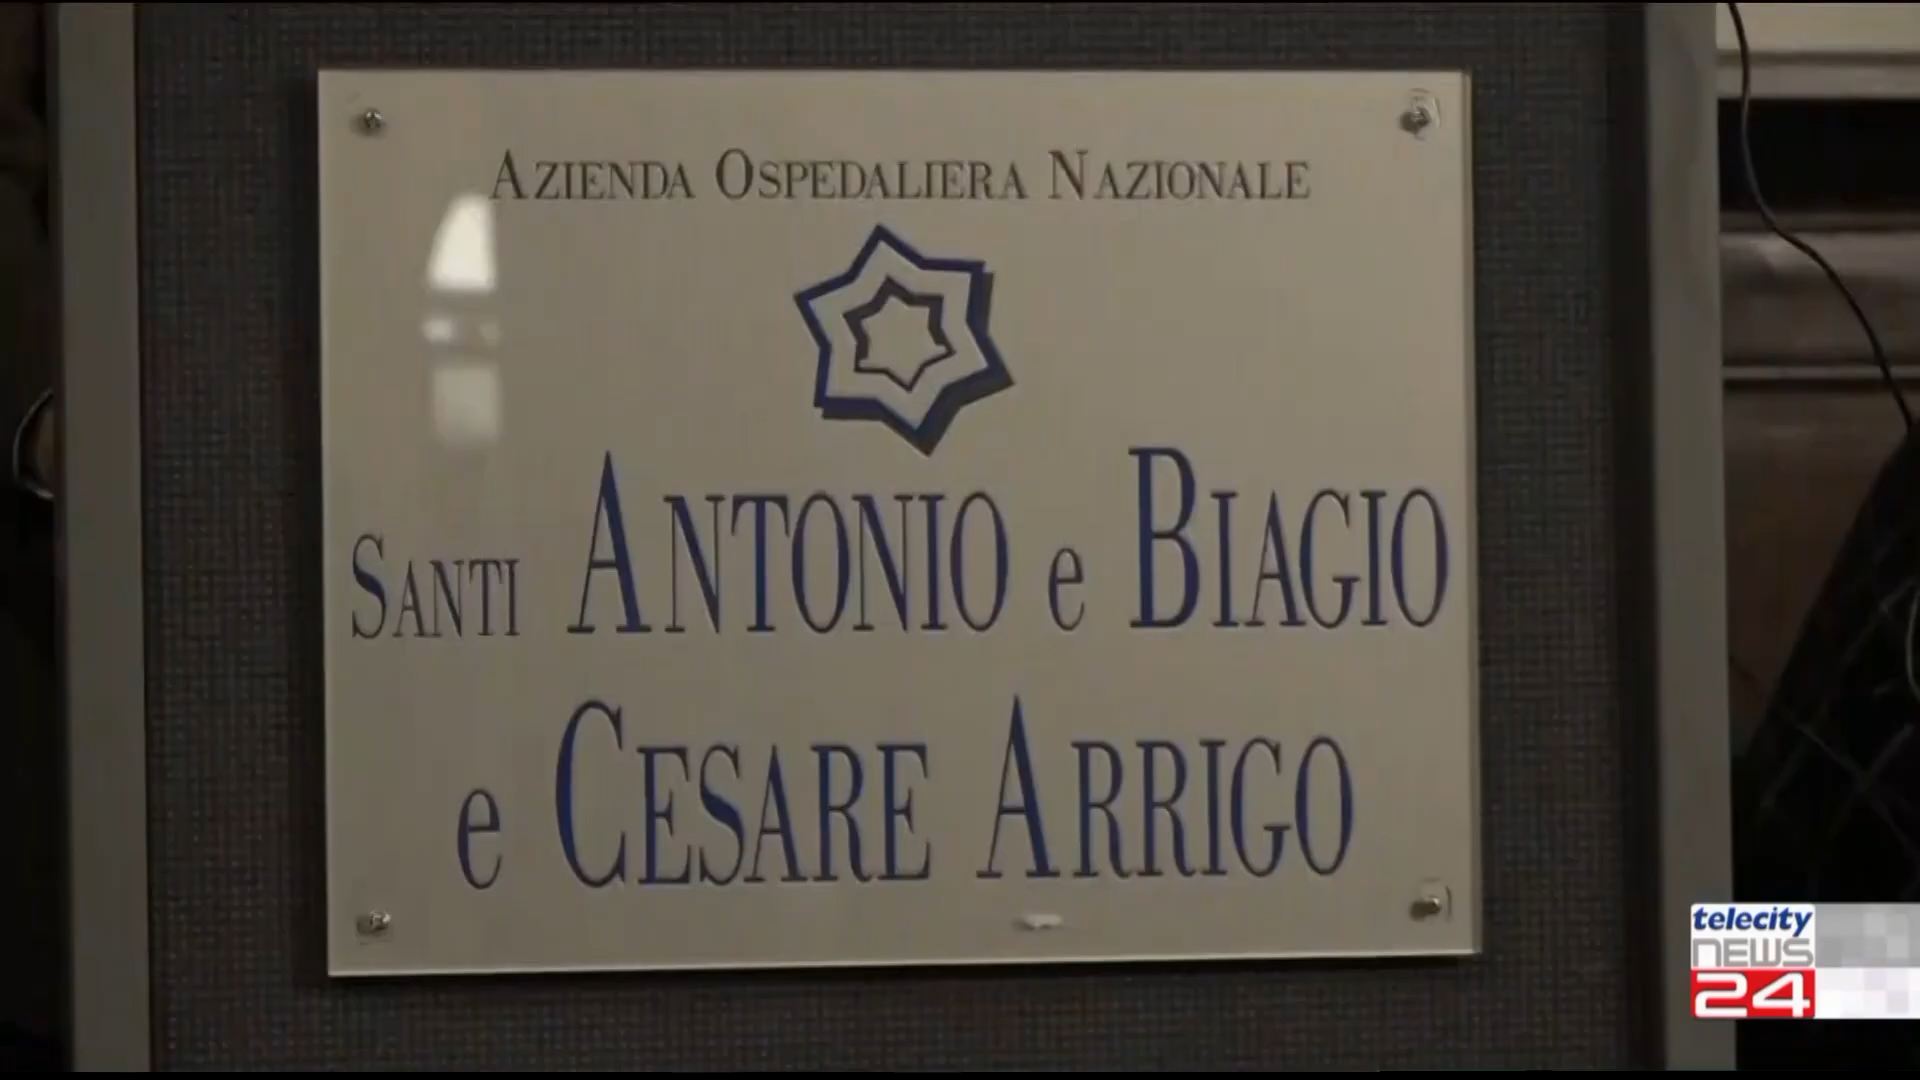 AZIENDA OSPEDALIERA NAZIONALE
SANTI ANTONIO e BIAGIO
e CESARE ARRIGO
telecity
NEWS
24